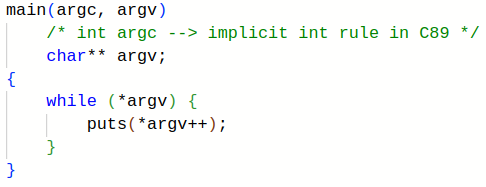 main(argc, argv)
    /* int argc --> implicit int rule in C89 */
    char** argv;
{
    while (*argv) {
        puts(*argv++);
    }
}